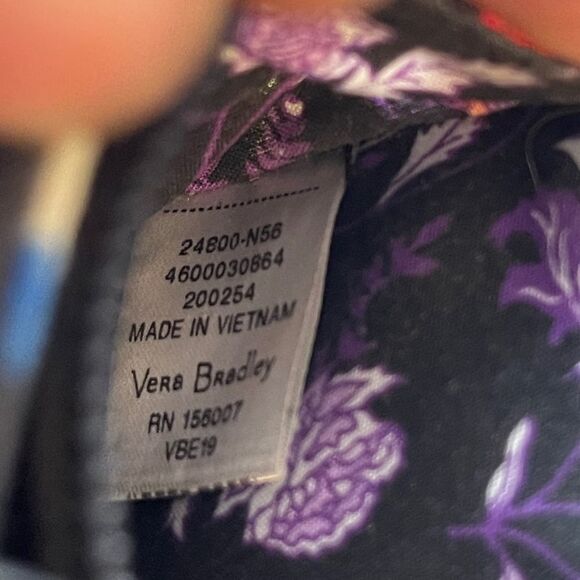 24800-N56
4600030864
200254
MADE IN VIETNAM
Vera Bradley
RN 156007
VBE19